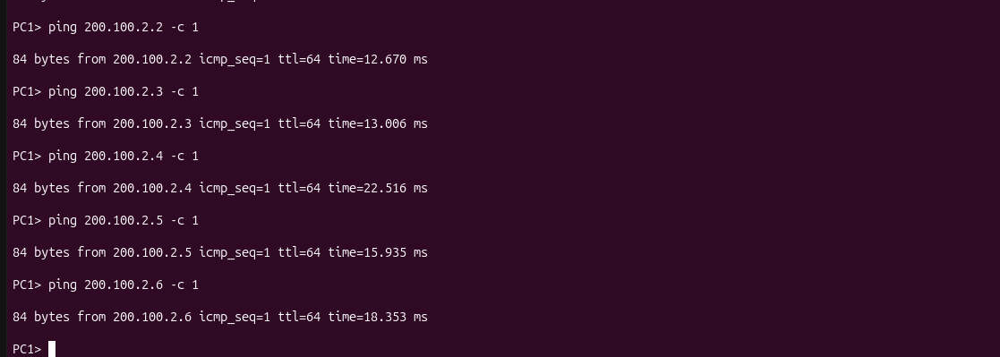 PC1> ping 200.100.2.2 -c 1
84 bytes from 200.100.2.2 icmp_seq=1 ttl=64 time=12.670 ms
PC1> ping 200.100.2.3 -c 1
84 bytes from 200.100.2.3 icmp_seq=1 ttl=64 time=13.006 ms
PC1> ping 200.100.2.4 -c 1
84 bytes from 200.100.2.4 icmp_seq=1 ttl=64 time=22.516 ms
PC1> ping 200.100.2.5 -c 1
84 bytes from 200.100.2.5 icmp_seq=1 ttl=64 time=15.935 ms
PC1> ping 200.100.2.6 -c 1
84 bytes from 200.100.2.6 icmp_seq=1 ttl=64 time=18.353 ms
PC1>